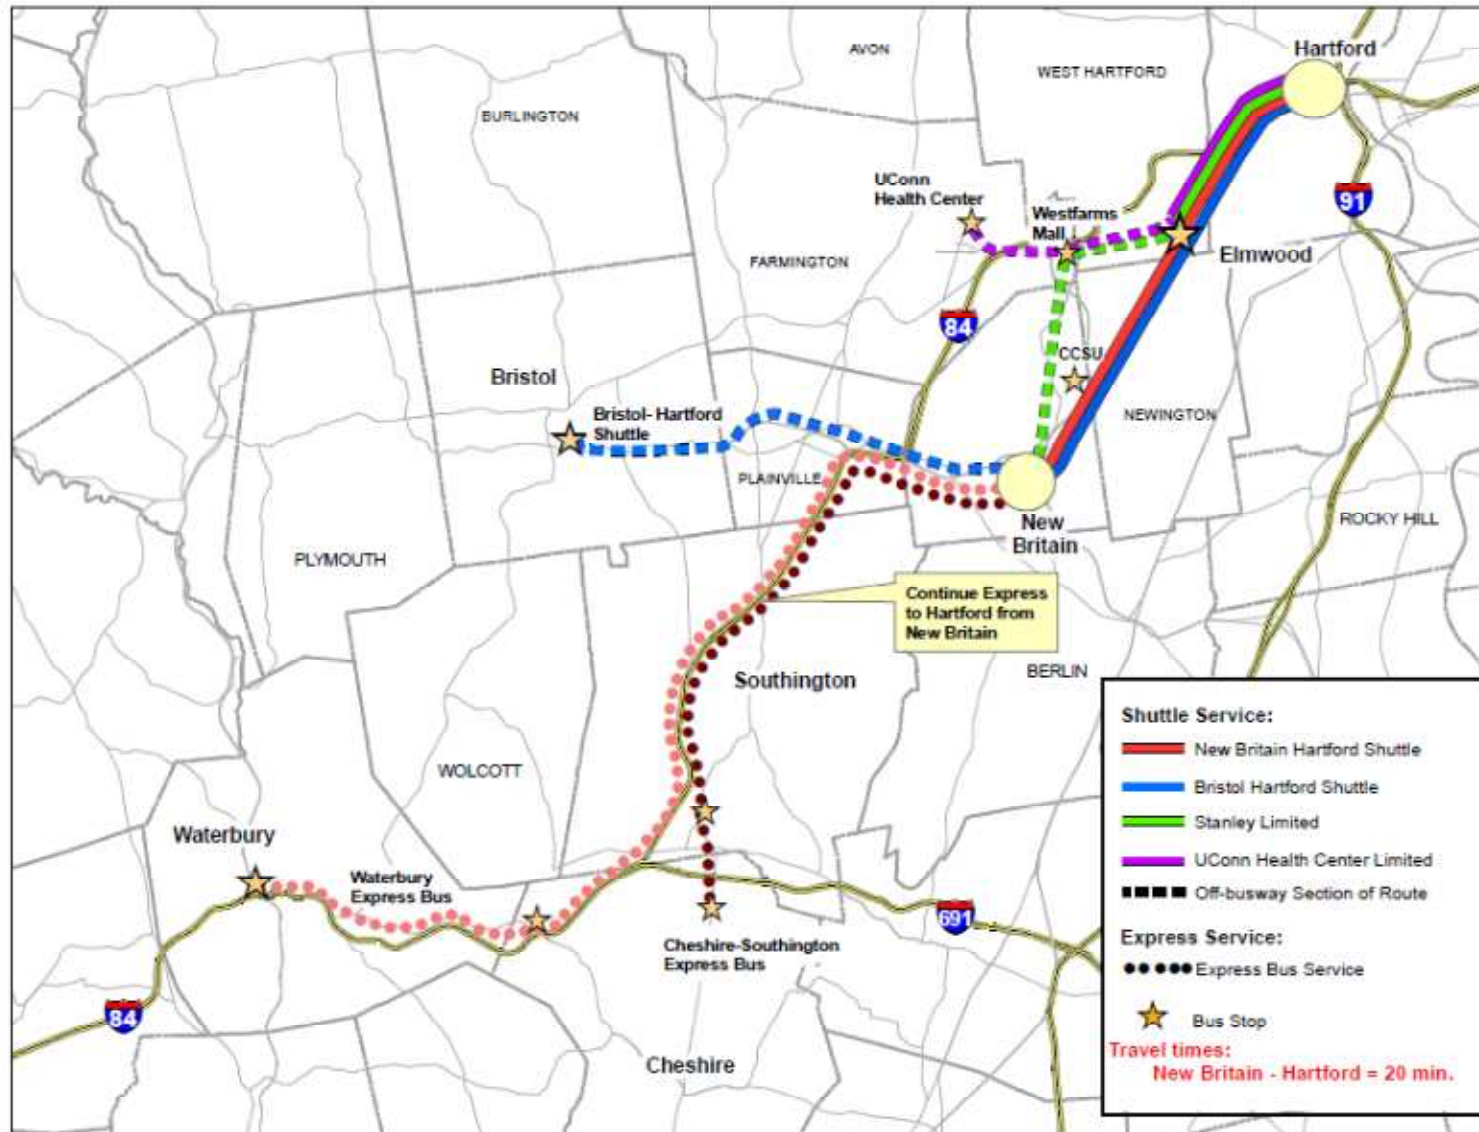 Hartford
AVON
WEST HARTFORD
BURLINGTON
UConn
Health Center
Westfarms
Mall
91
Elmwood
FARMINGTON
84
CCSU
Bristol
Bristol- Hartford
Shuttle
NEWINGTON
PLAINVILLE
New
Britain
ROCKY HILL
PLYMOUTH
Continue Express
to Hartford from
New Britain
BERLIN
Southington
WOLCOTT
Waterbury
Waterbury
Express Bus
691
Cheshire-Southington
Express Bus
84
Cheshire
Shuttle Service:
New Britain Hartford Shuttle
Bristol Hartford Shuttle
Stanley Limited
UConn Health Center Limited
Off-busway Section of Route
Express Service:
Express Bus Service
Bus Stop
Travel times:
New Britain - Hartford = 20 min.